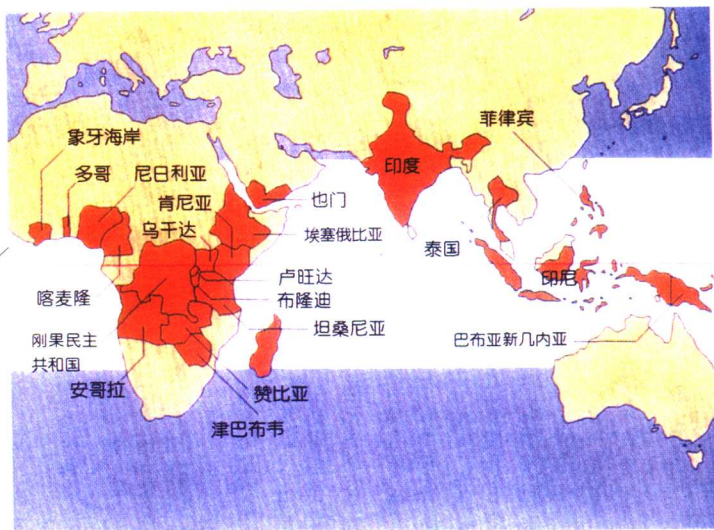 菲律宾
象牙海岸
多哥
尼日利亚
印度
肯尼亚
也门
乌干达
埃塞俄比亚
泰国
卢旺达
印尼
喀麦隆
布隆迪
坦桑尼亚
刚果民主
共和国
巴布亚新几内亚
安哥拉
赞比亚
津巴布韦